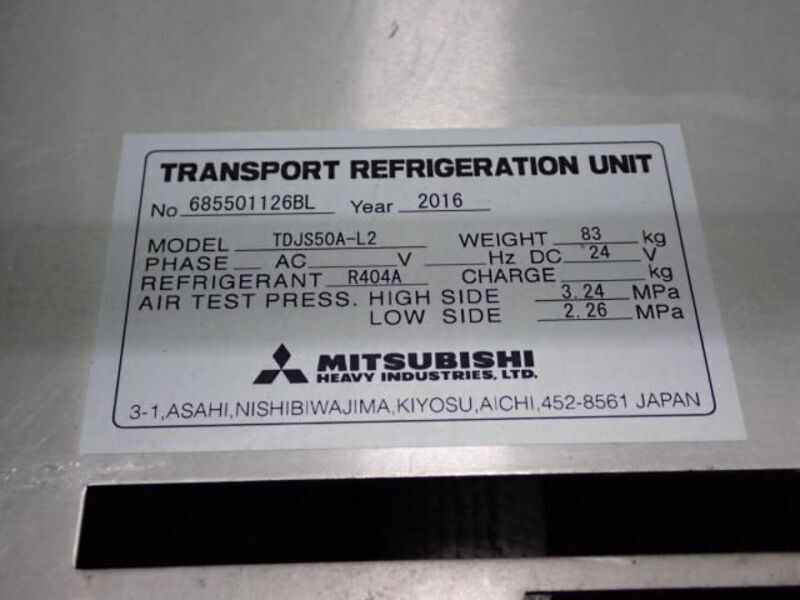 TRANSPORT REFRIGERATION UNIT
No 685501126BL Year 2016
MODEL TDJS50A-L2 WEIGHT 83 kg
PHASE AC V Hz DC 24 V
REFRIGERANT R404A CHARGE kg
AIR TEST PRESS. HIGH SIDE 3.24 MPa
LOW SIDE 2.26 MPa
MITSUBISHI
HEAVY INDUSTRIES, LTD.
3-1,ASAHI,NISHIBIWAJIMA,KIYOSU,AICHI,452-8561 JAPAN